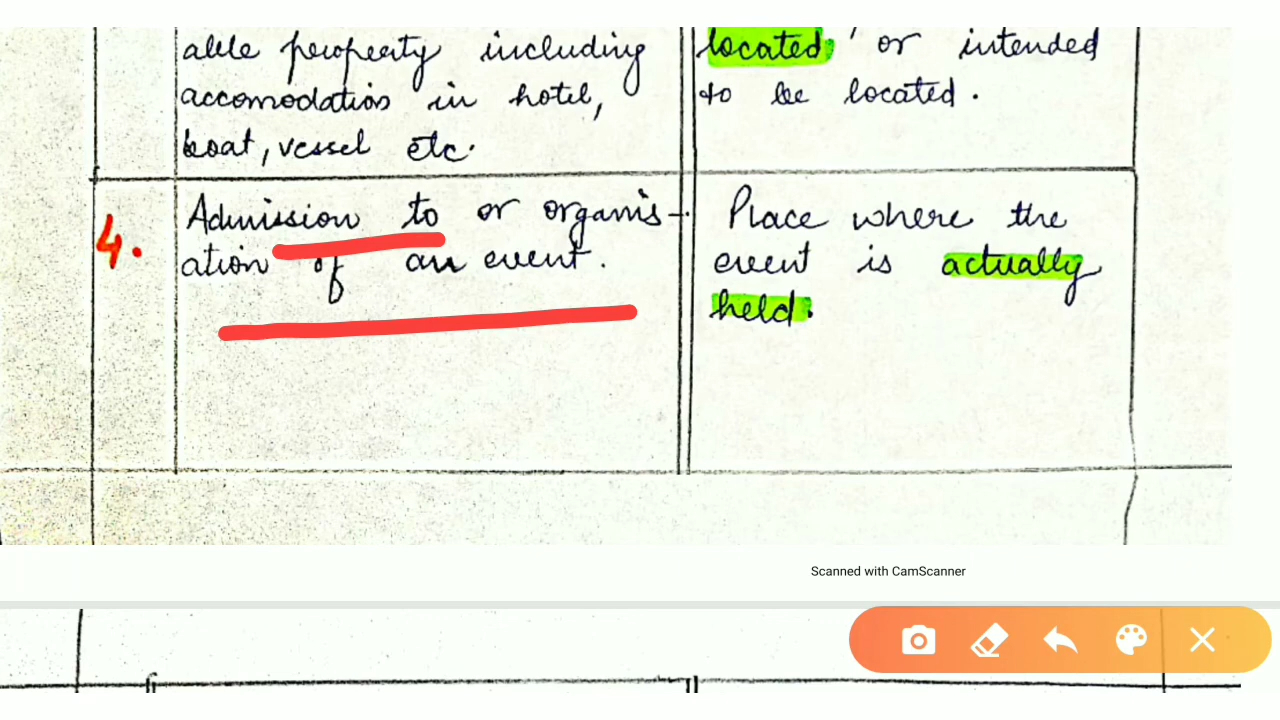 able property including
accomodation in hotel,
boat, vessel etc.
located' or intended
to be located.
4.
Admission to or organis-
ation of an event.
Place where the
event is actually
held.
Scanned with CamScanner